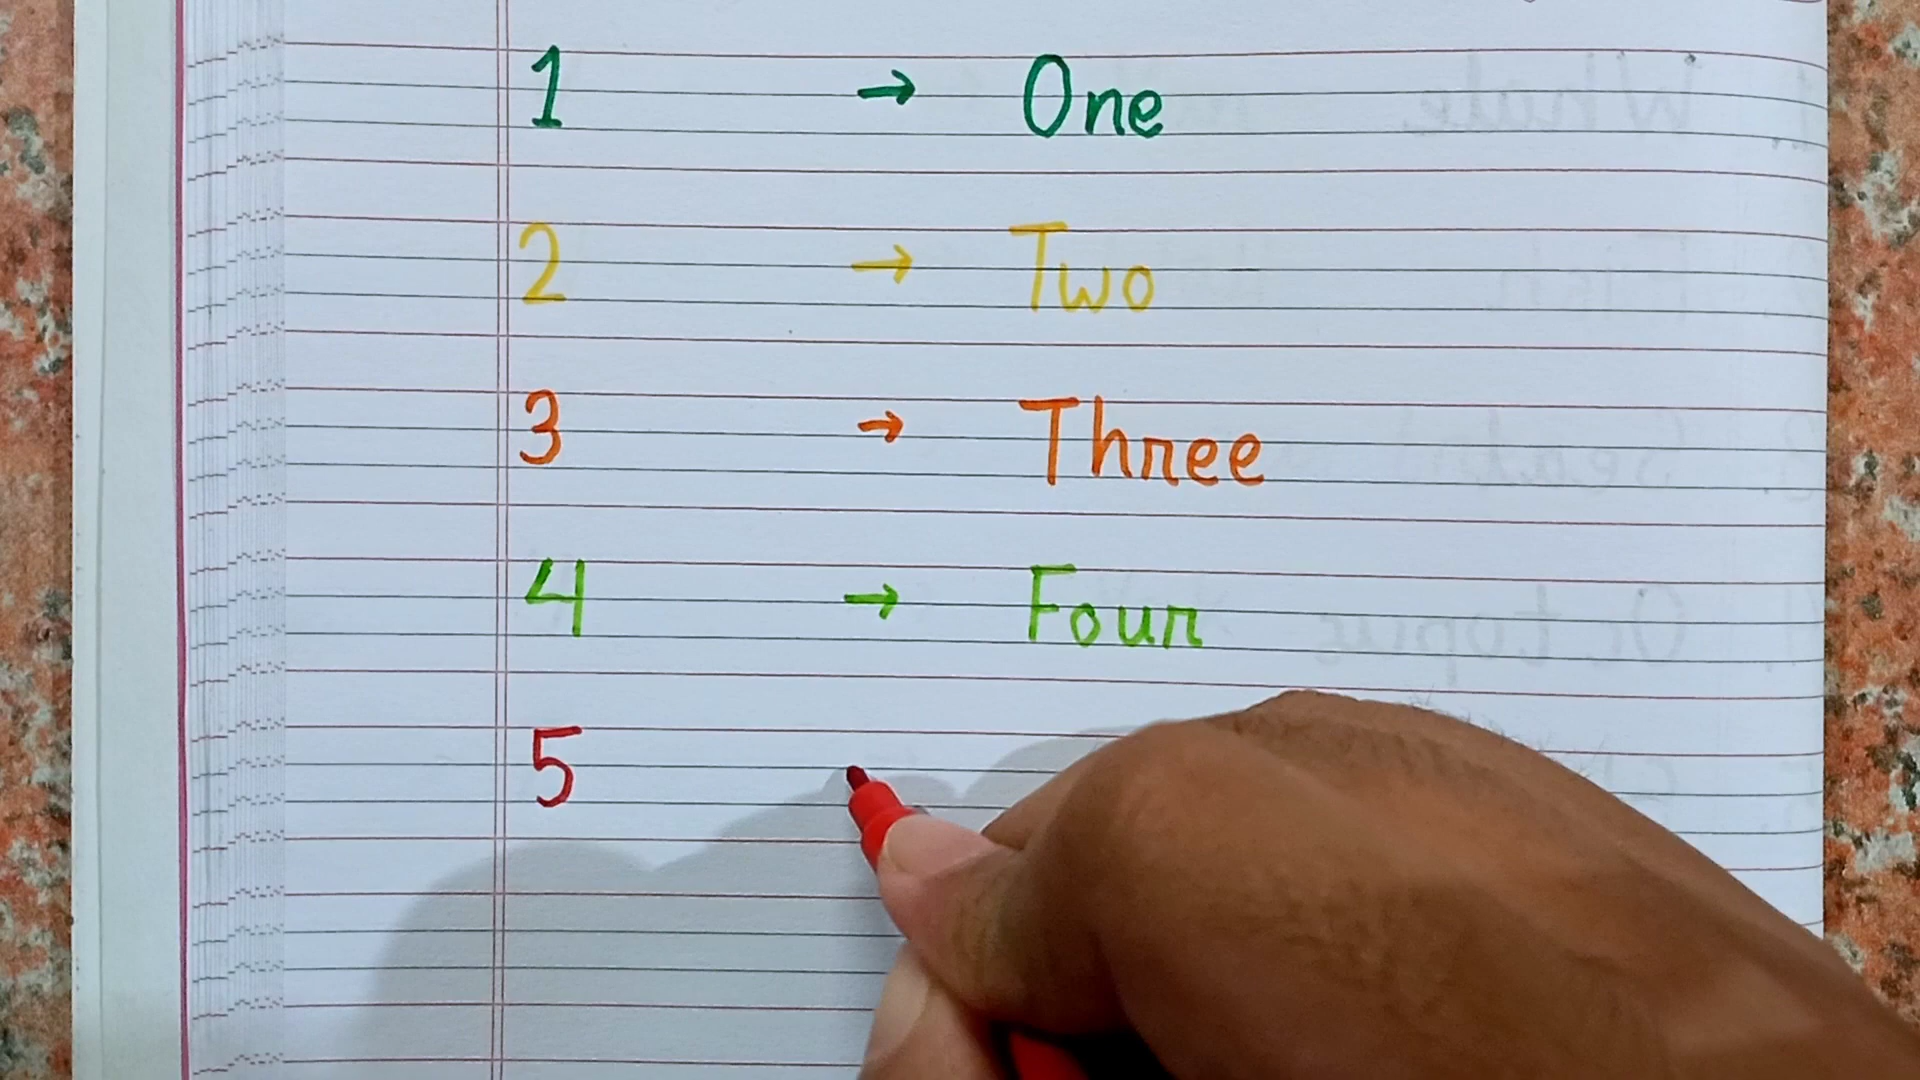 1 → One
2 → Two
3 → Three
4 → Four
5